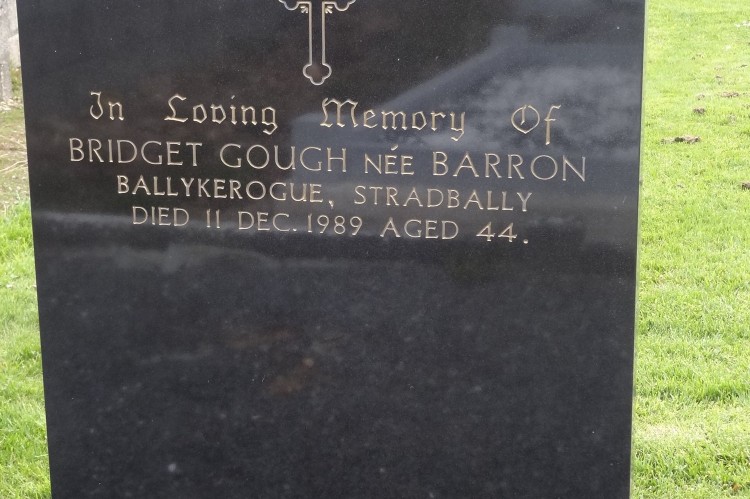 In Loving Memory Of
BRIDGET GOUGH NÉE BARRON
BALLYKEROGUE, STRADBALLY
DIED 11 DEC. 1989 AGED 44.